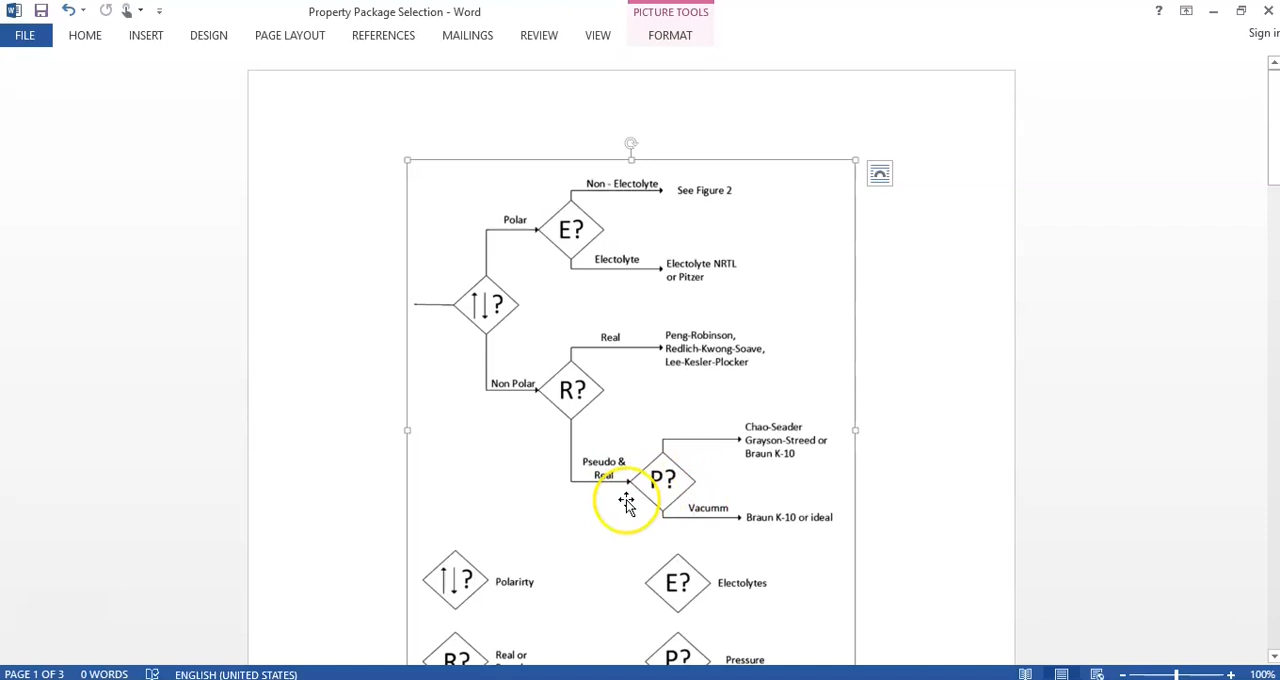 Property Package Selection - Word
PICTURE TOOLS
?
Sign in
FILE HOME INSERT DESIGN PAGE LAYOUT REFERENCES MAILINGS REVIEW VIEW FORMAT
Non - Electolyte
See Figure 2
Polar
E?
Electolyte
Electolyte NRTL
or Pitzer
?
Real
Peng-Robinson,
Redlich-Kwong-Soave,
Lee-Kesler-Plocker
Non Polar
R?
Chao-Seader
Grayson-Streed or
Braun K-10
Pseudo &
Real
P?
Vacumm
Braun K-10 or ideal
?
Polarirty
E?
Electolytes
R?
Real or
P?
Pressure
PAGE 1 OF 3 0 WORDS ENGLISH (UNITED STATES) 100%